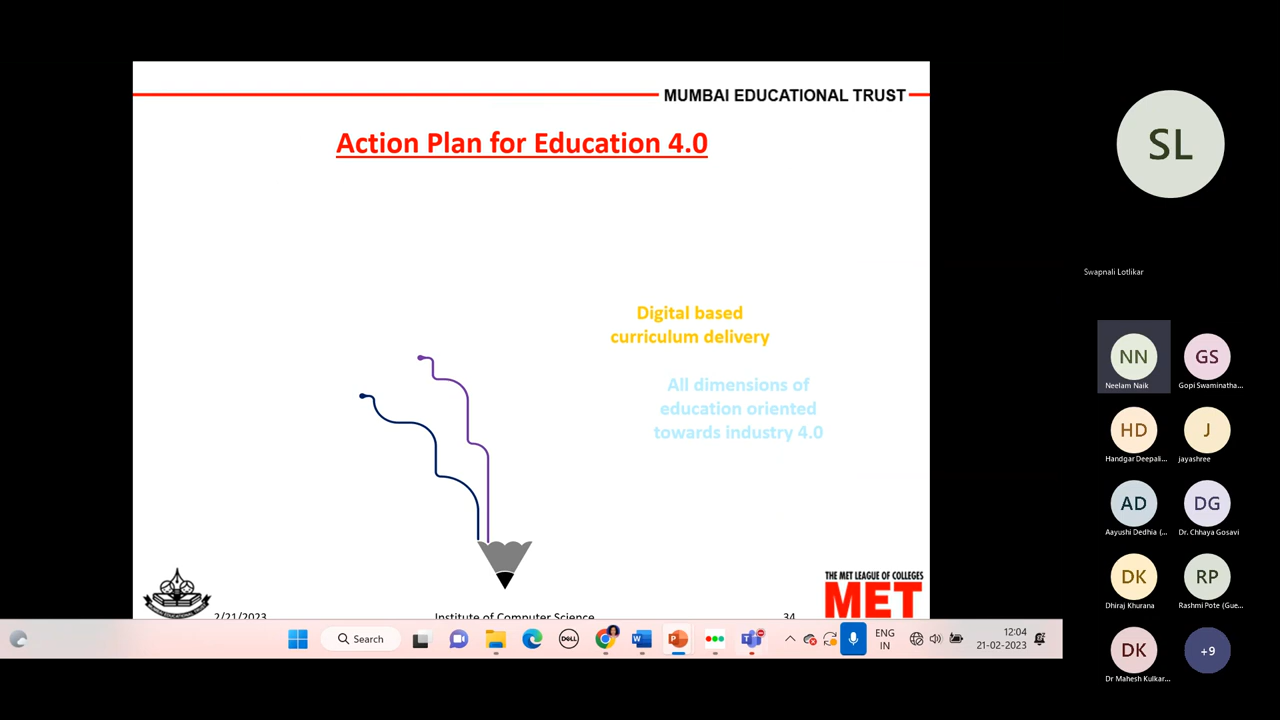 MUMBAI EDUCATIONAL TRUST
Action Plan for Education 4.0
Digital based
curriculum delivery
All dimensions of
education oriented
towards industry 4.0
THE MET LEAGUE OF COLLEGES
MET
2/21/2023
Institute of Computer Science
34
Search
DELL
ENG
IN
12:04
21-02-2023
SL
Swapnali Lotlikar
NN
Neelam Naik
GS
Gopi Swaminatha...
HD
Handgar Deepali...
J
jayashree
AD
Aayushi Dedhia (...
DG
Dr. Chhaya Gosavi
DK
Dhiraj Khurana
RP
Rashmi Pote (Gue...
DK
Dr Mahesh Kulkar...
+9